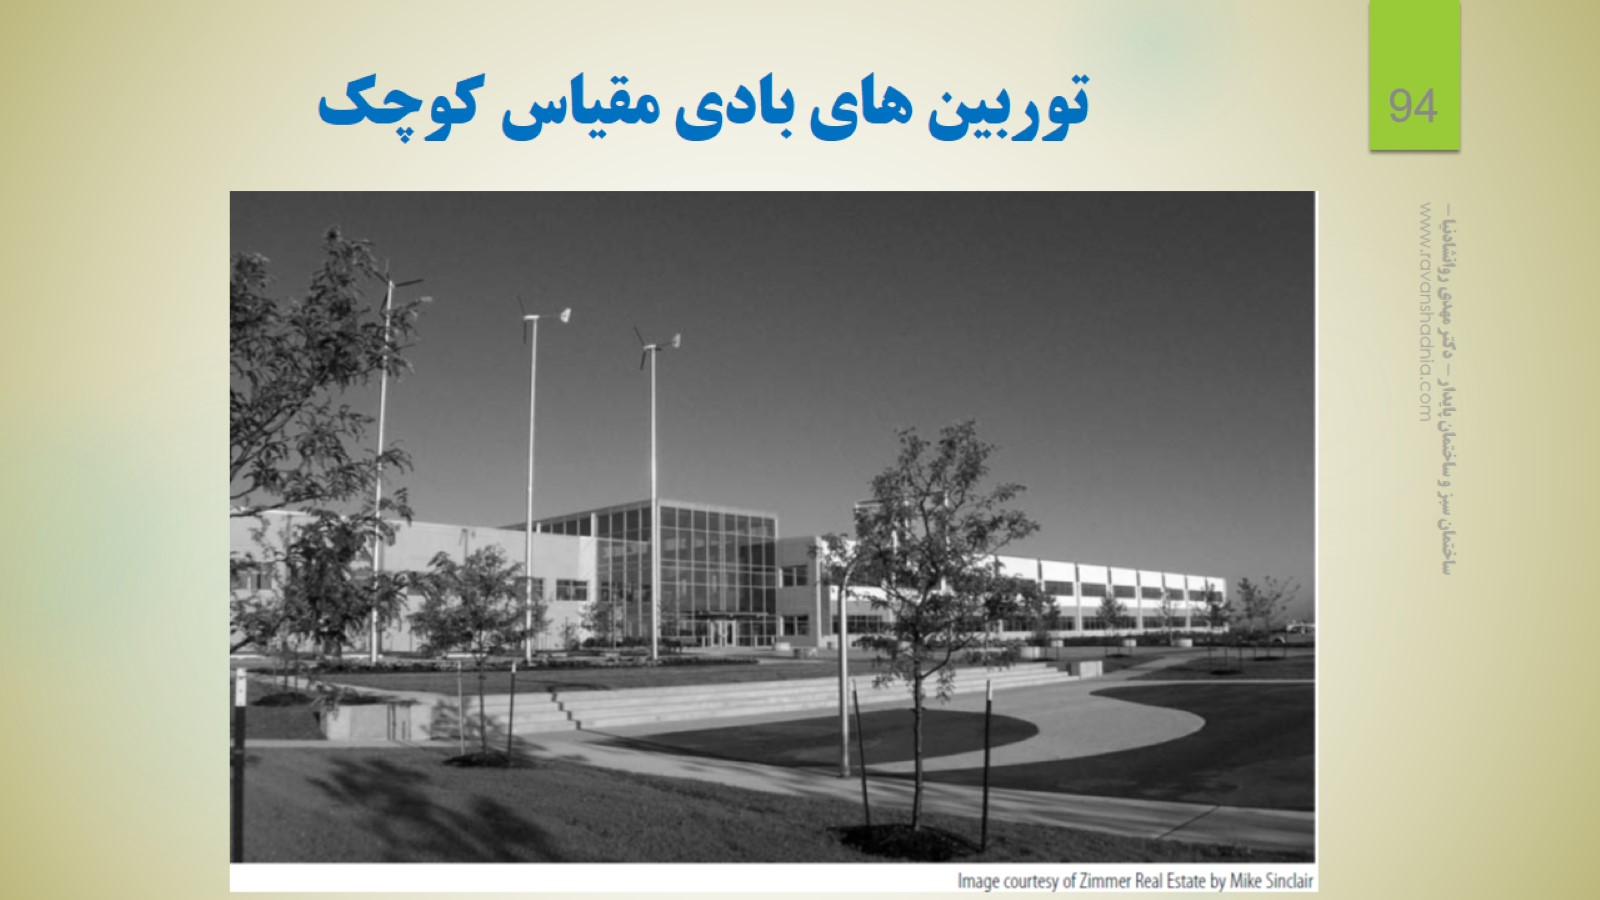 توربین های بادی مقیاس کوچک
94
ساختمان سبز و ساختمان پایدار – دکتر مهدی روانشادنیا –
www.ravanshadnia.com
Image courtesy of Zimmer Real Estate by Mike Sinclair